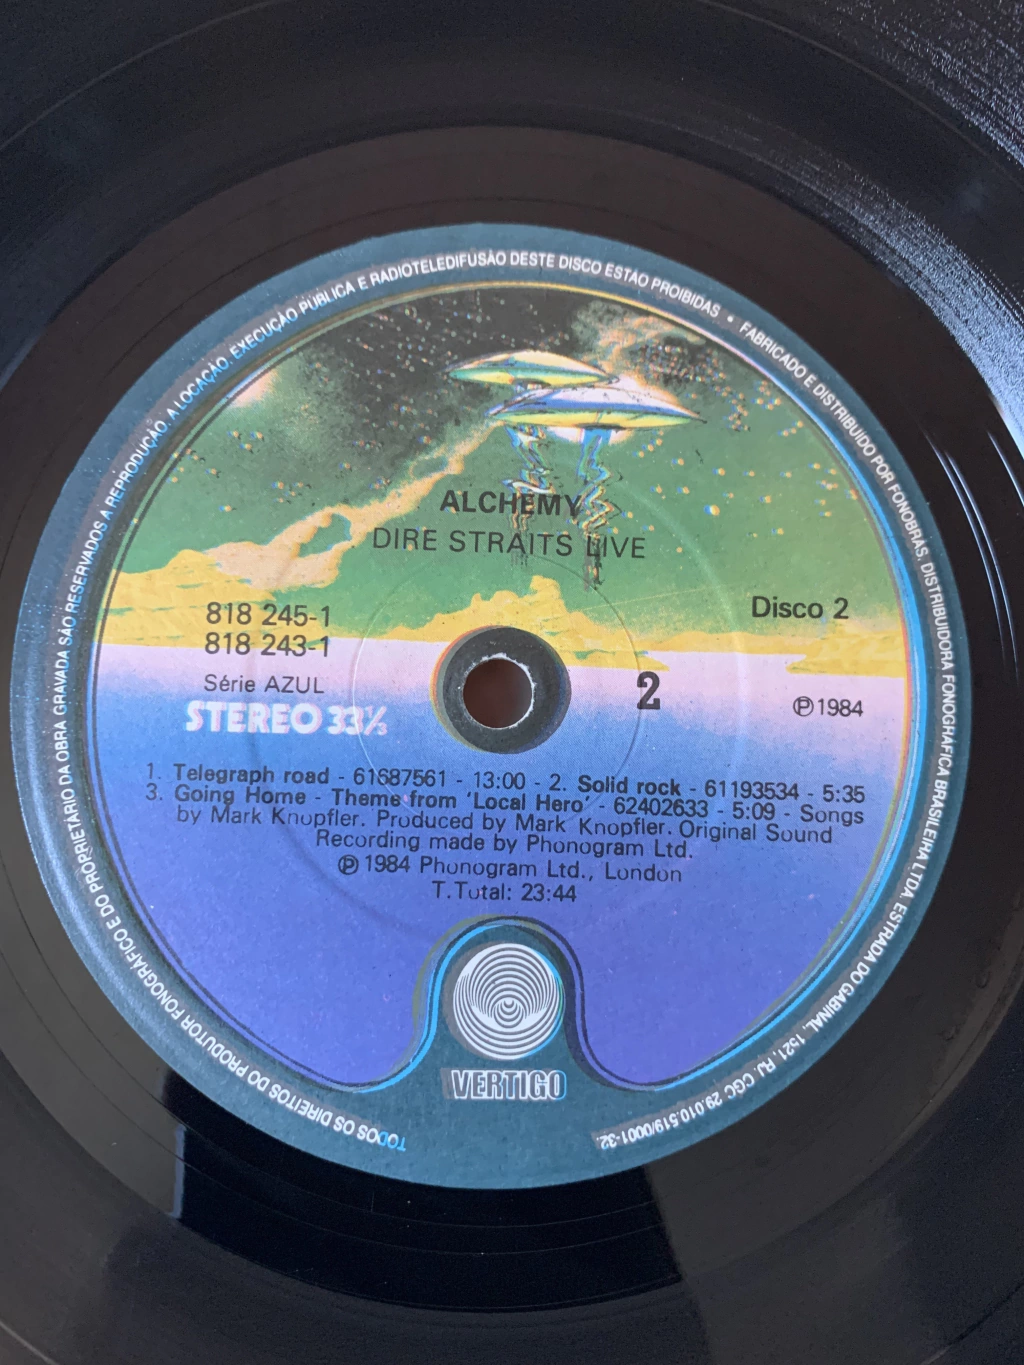 TODOS OS DIREITOS DO PRODUTOR FONOGRÁFICO E DO PROPRIETÁRIO DA OBRA GRAVADA SÃO RESERVADOS A REPRODUÇÃO, A LOCAÇÃO, EXECUÇÃO PÚBLICA E RADIOTELEDIFUSÃO DESTE DISCO ESTÃO PROIBIDAS • FABRICADO E DISTRIBUIDO POR FONOBRÁS, DISTRIBUIDORA FONOGRÁFICA BRASILEIRA LTDA. ESTRADA DO GABINAL, 1521, RJ. CGC 29.010.519/0001-32.
ALCHEMY
DIRE STRAITS LIVE
818 245-1
818 243-1
Disco 2
Série AZUL
STEREO 33⅓
2
℗1984
1. Telegraph road - 61687561 - 13:00 - 2. Solid rock - 61193534 - 5:35
3. Going Home - Theme from 'Local Hero' - 62402633 - 5:09 - Songs
by Mark Knopfler. Produced by Mark Knopfler. Original Sound
Recording made by Phonogram Ltd.
℗ 1984 Phonogram Ltd., London
T. Total: 23:44
VERTIGO